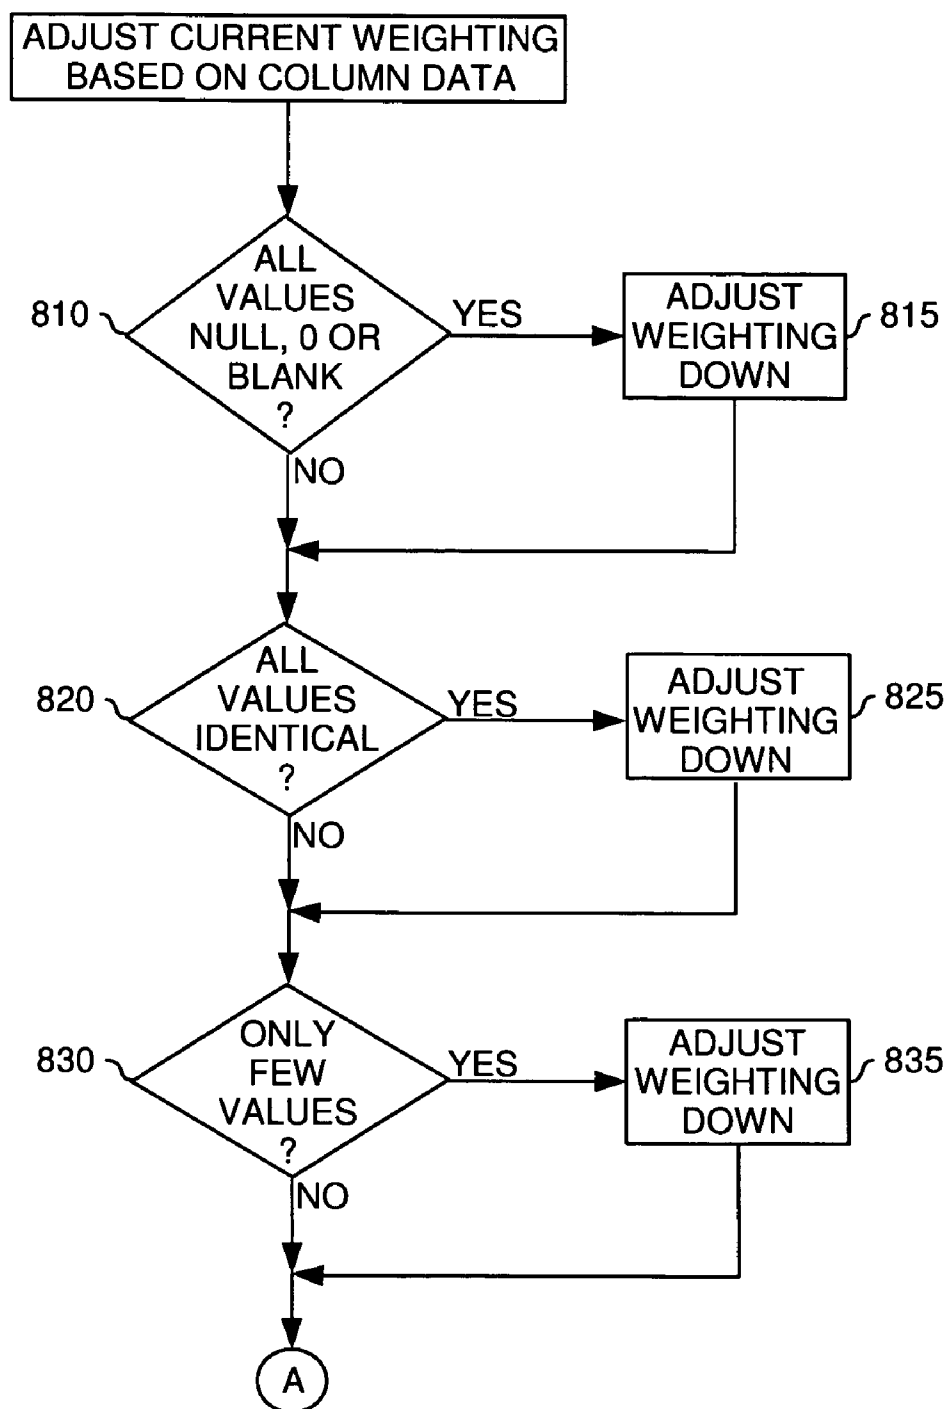 ADJUST CURRENT WEIGHTING
BASED ON COLUMN DATA
810
ALL
VALUES
NULL, 0 OR
BLANK
?
YES
ADJUST
WEIGHTING
DOWN
815
NO
820
ALL
VALUES
IDENTICAL
?
YES
ADJUST
WEIGHTING
DOWN
825
NO
830
ONLY
FEW
VALUES
?
YES
ADJUST
WEIGHTING
DOWN
835
NO
A